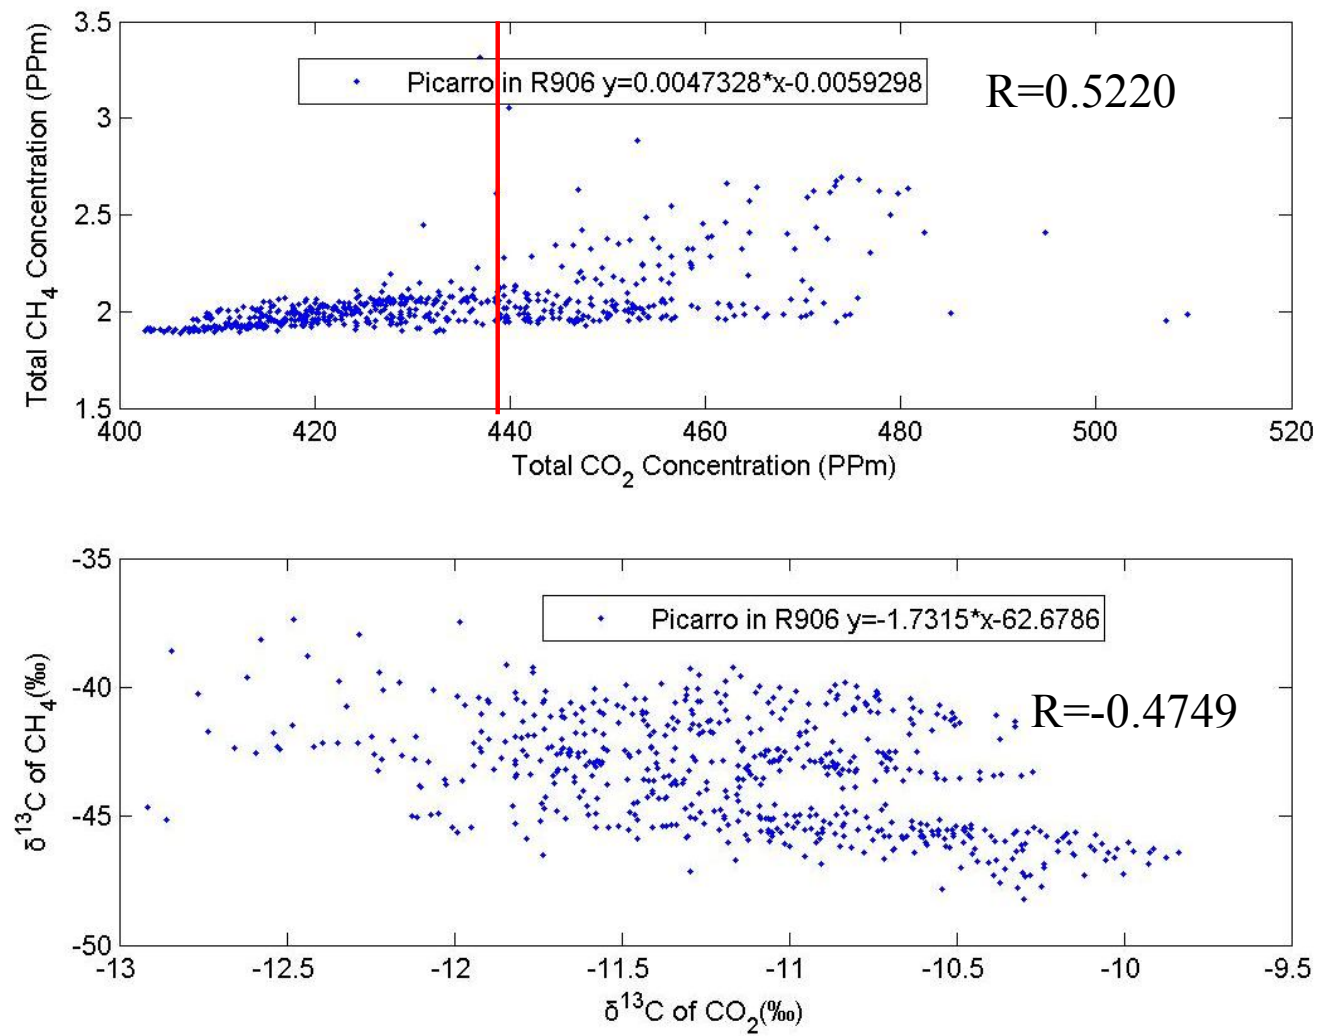 3.5
3
2.5
2
1.5
Total CH4 Concentration (PPm)
Picarro in R906 y=0.0047328*x-0.0059298
R=0.5220
400 420 440 460 480 500 520
Total CO2 Concentration (PPm)
-35
-40
-45
-50
δ13C of CH4(‰)
Picarro in R906 y=-1.7315*x-62.6786
R=-0.4749
-13 -12.5 -12 -11.5 -11 -10.5 -10 -9.5
δ13C of CO2(‰)